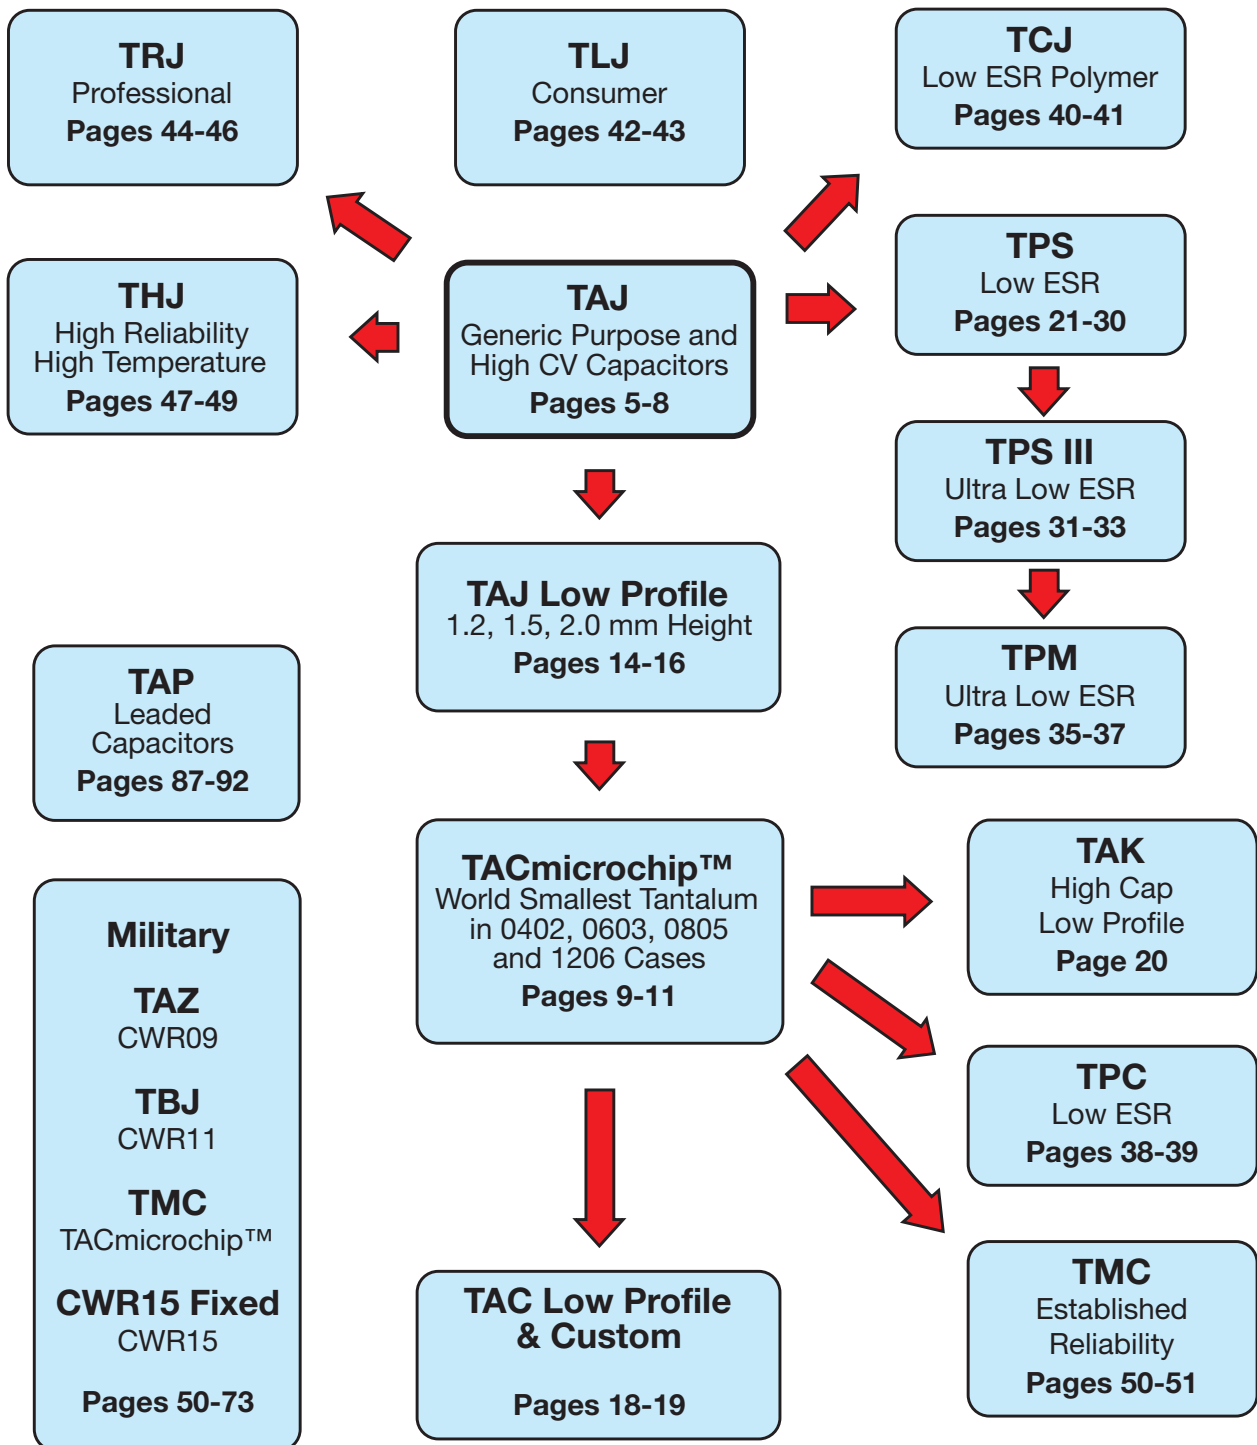 TRJ
Professional
Pages 44-46
TLJ
Consumer
Pages 42-43
TCJ
Low ESR Polymer
Pages 40-41
THJ
High Reliability
High Temperature
Pages 47-49
TAJ
Generic Purpose and
High CV Capacitors
Pages 5-8
TPS
Low ESR
Pages 21-30
TPS III
Ultra Low ESR
Pages 31-33
TAJ Low Profile
1.2, 1.5, 2.0 mm Height
Pages 14-16
TPM
Ultra Low ESR
Pages 35-37
TAP
Leaded
Capacitors
Pages 87-92
TACmicrochip™
World Smallest Tantalum
in 0402, 0603, 0805
and 1206 Cases
Pages 9-11
TAK
High Cap
Low Profile
Page 20
Military
TAZ
CWR09
TBJ
CWR11
TMC
TACmicrochip™
CWR15 Fixed
CWR15
Pages 50-73
TPC
Low ESR
Pages 38-39
TAC Low Profile
& Custom
Pages 18-19
TMC
Established
Reliability
Pages 50-51